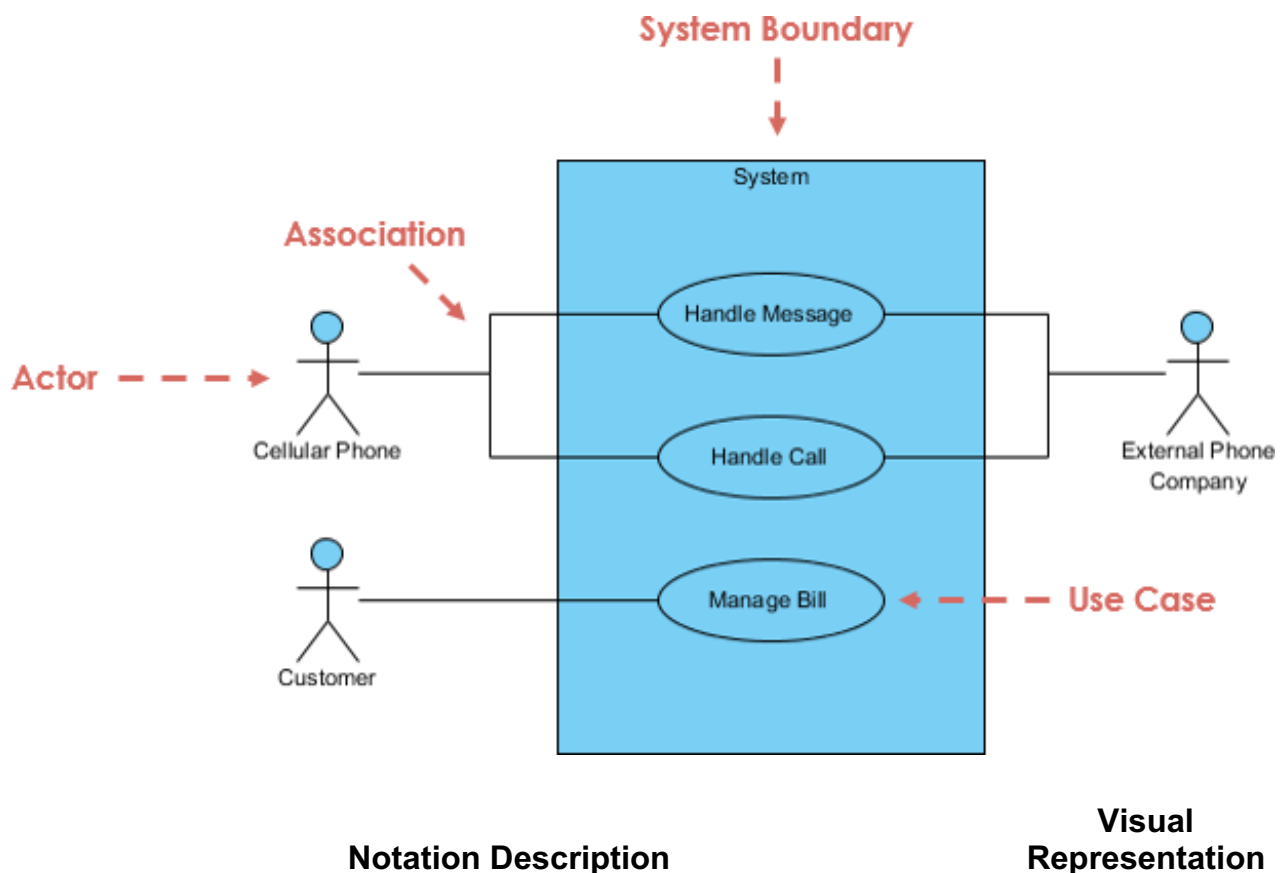 System Boundary
System
Association
Handle Message
Actor
Cellular Phone
Handle Call
External Phone
Company
Manage Bill
Use Case
Customer
Visual
Notation Description
Representation